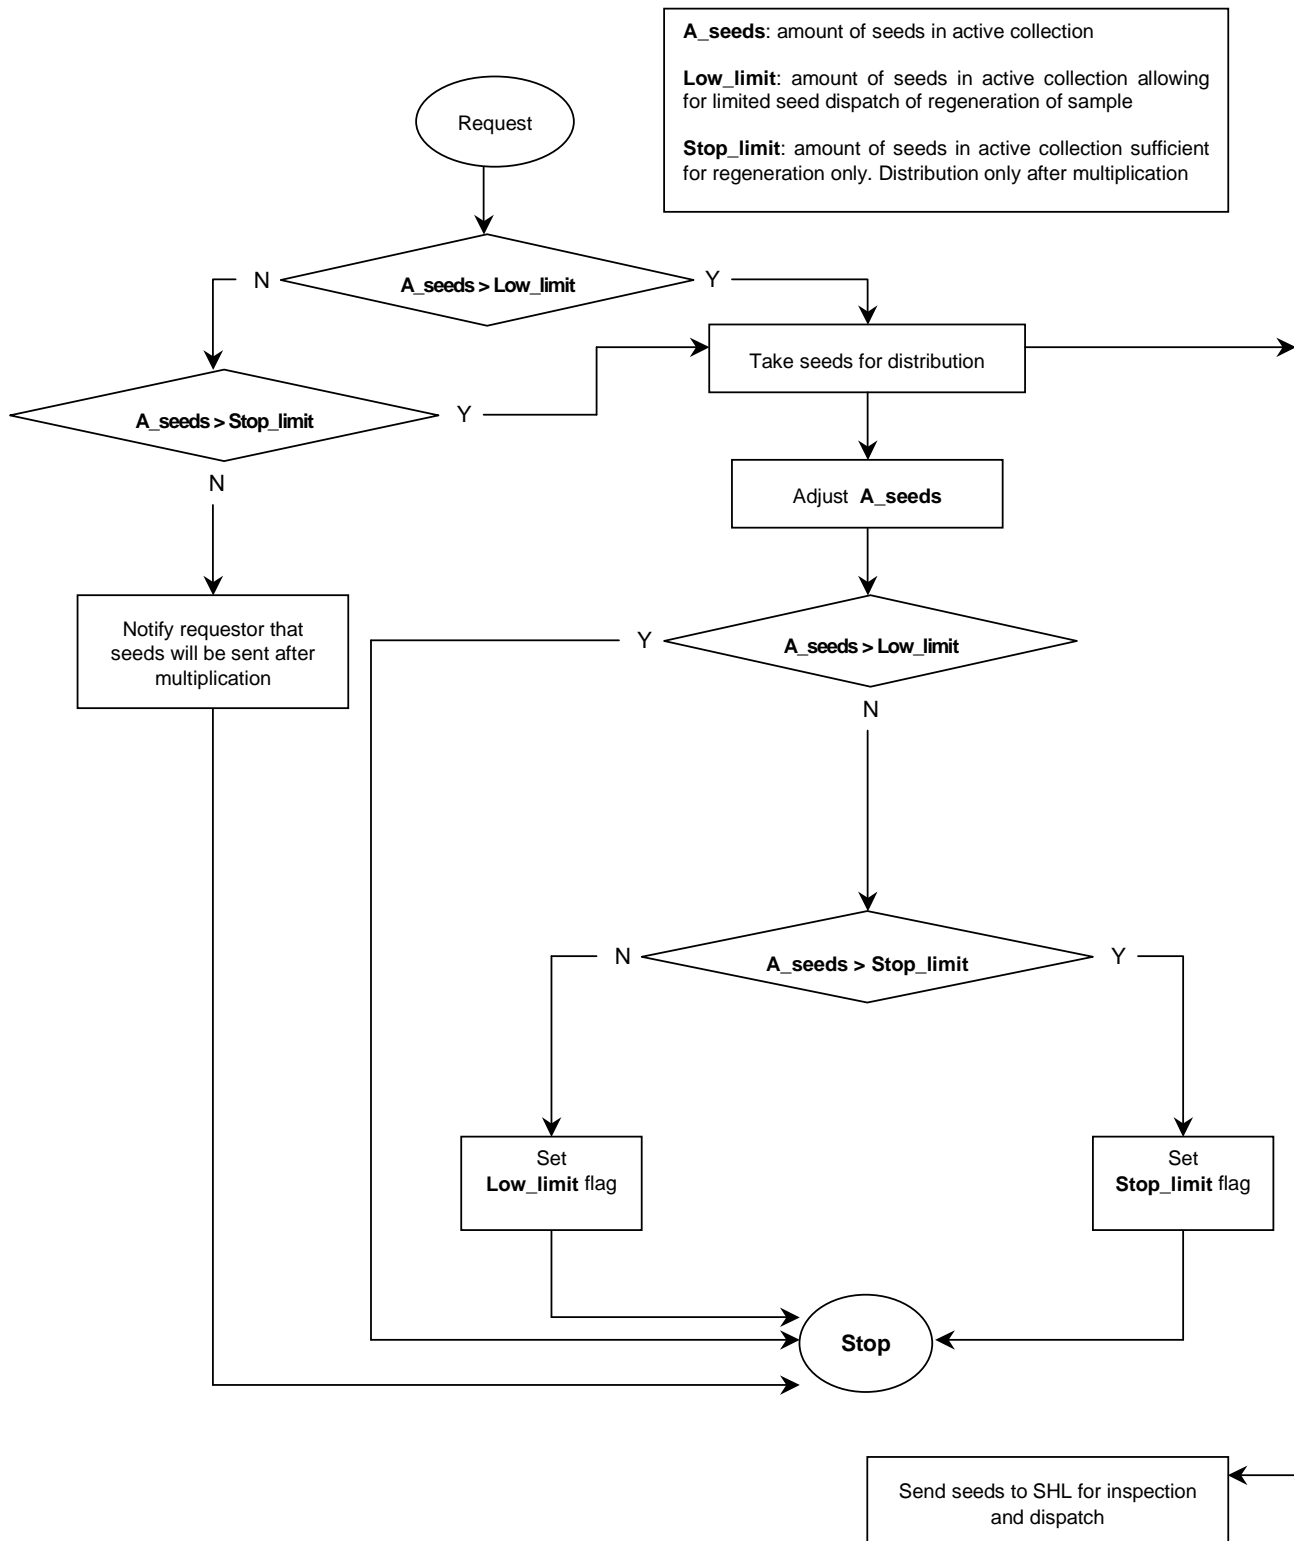 A_seeds: amount of seeds in active collection
Low_limit: amount of seeds in active collection allowing
for limited seed dispatch of regeneration of sample
Stop_limit: amount of seeds in active collection sufficient
for regeneration only. Distribution only after multiplication
Request
N
A_seeds > Low_limit
Y
Take seeds for distribution
A_seeds > Stop_limit
Y
N
Adjust A_seeds
Notify requestor that
seeds will be sent after
multiplication
Y
A_seeds > Low_limit
N
N
A_seeds > Stop_limit
Y
Set
Low_limit flag
Set
Stop_limit flag
Stop
Send seeds to SHL for inspection
and dispatch